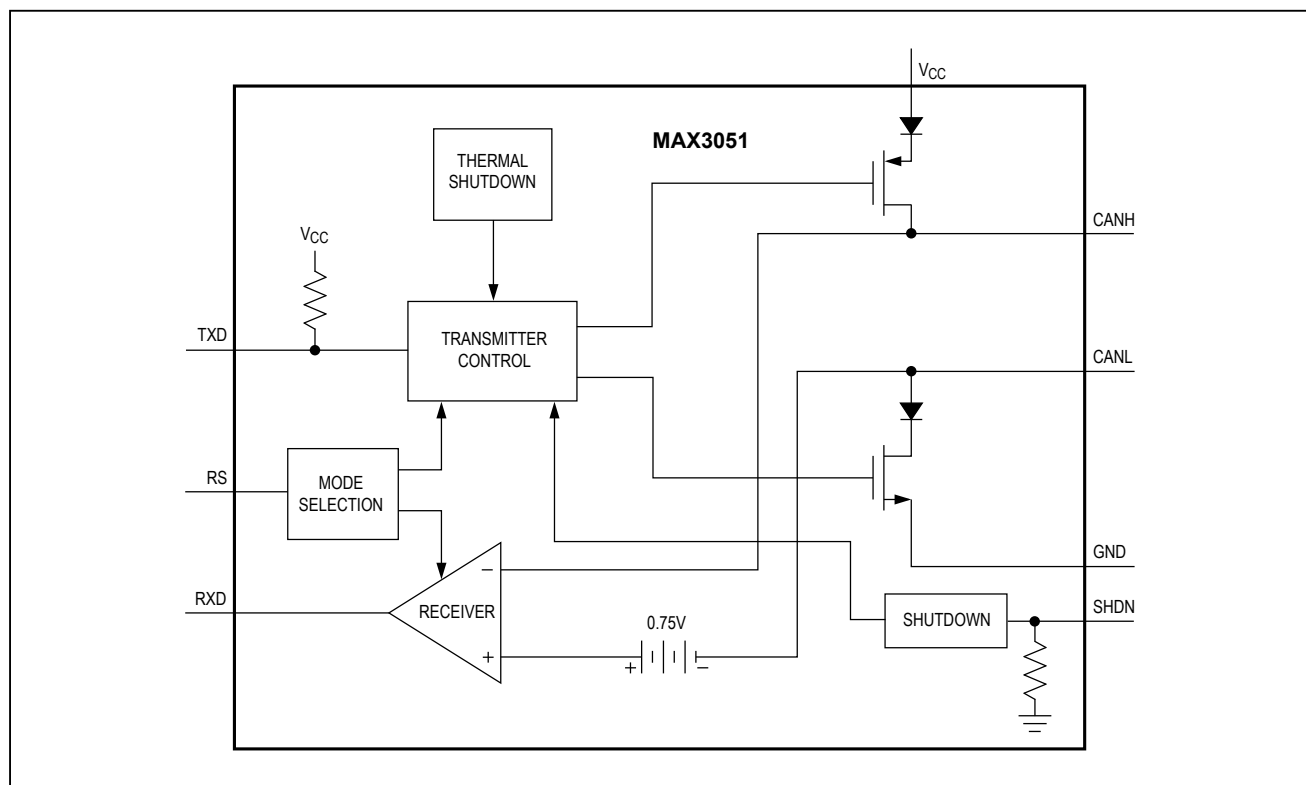 VCC
MAX3051
THERMAL
SHUTDOWN
VCC
CANH
TXD
TRANSMITTER
CONTROL
CANL
RS
MODE
SELECTION
GND
−
RXD
RECEIVER
SHUTDOWN
SHDN
0.75V
+
+
−